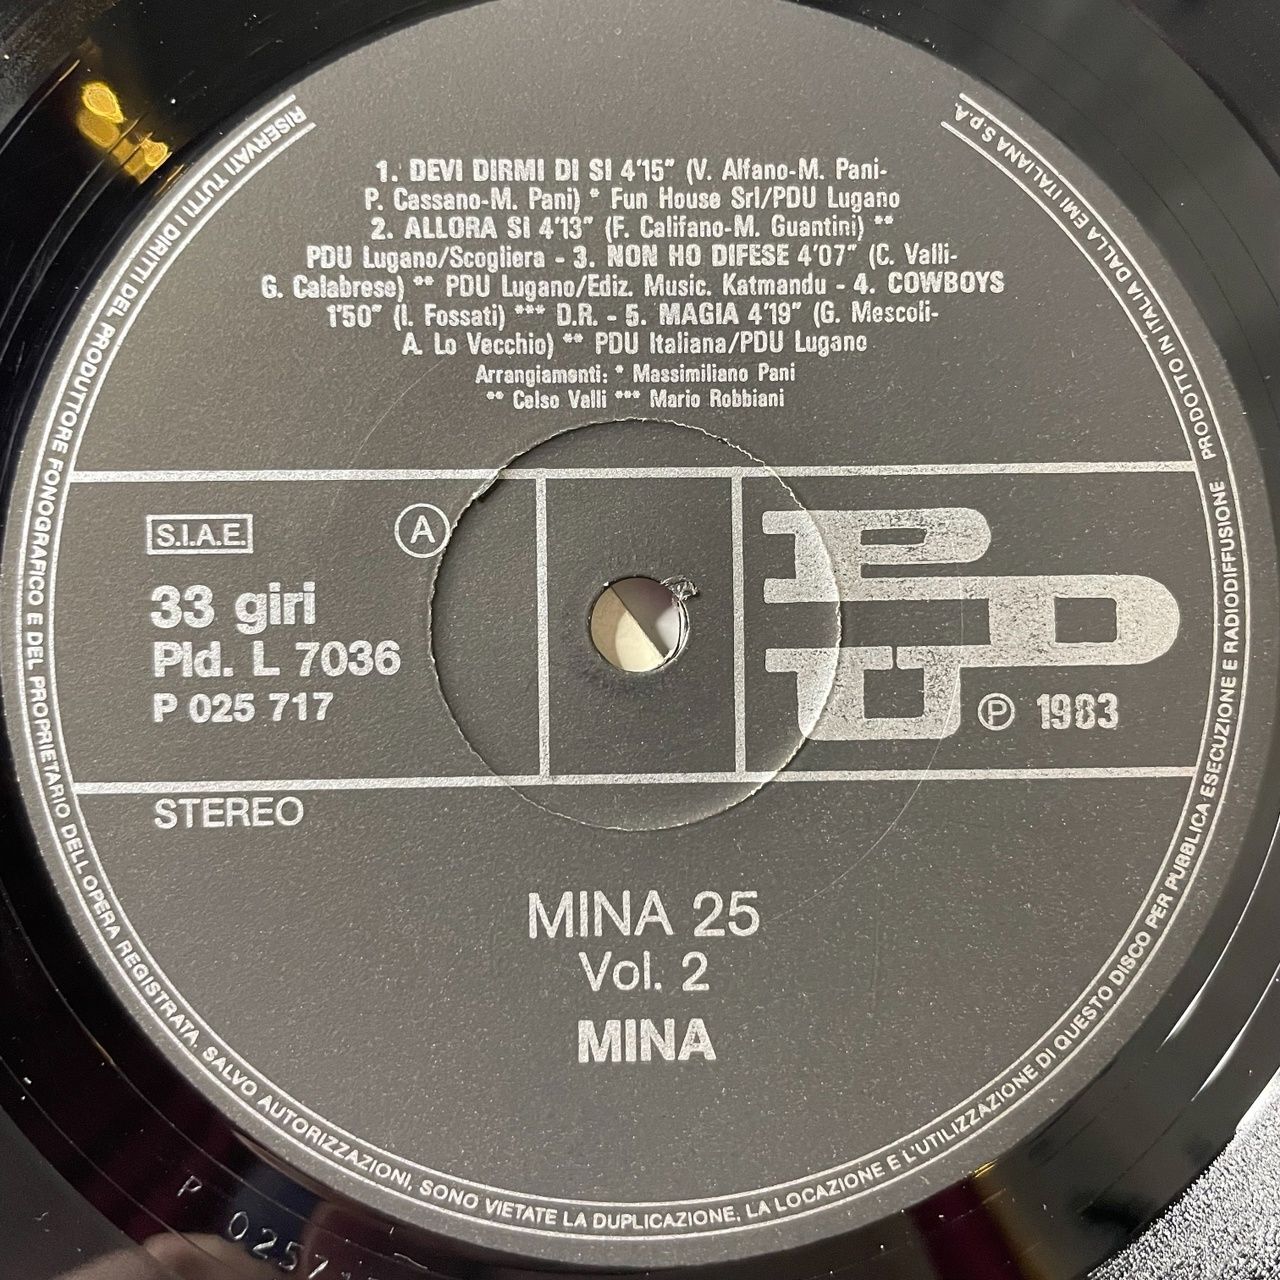 1. DEVI DIRMI DI SI 4'15" (V. Alfano-M. Pani-
P. Cassano-M. Pani) * Fun House Srl/PDU Lugano
2. ALLORA SI 4'13" (F. Califano-M. Guantini) **
PDU Lugano/Scogliera - 3. NON HO DIFESE 4'07" (C. Valli-
G. Calabrese) ** PDU Lugano/Ediz. Music. Katmandu - 4. COWBOYS
1'50" (I. Fossati) *** D.R. - 5. MAGIA 4'19" (G. Mescoli-
A. Lo Vecchio) ** PDU Italiana/PDU Lugano
Arrangiamenti: * Massimiliano Pani
** Celso Valli *** Mario Robbiani
S.I.A.E.
A
33 giri
Pld. L 7036
P 025 717
PDU
℗ 1983
STEREO
MINA 25
Vol. 2
MINA
RISERVATI TUTTI I DIRITTI DEL PRODUTTORE FONOGRAFICO E DEL PROPRIETARIO DELL'OPERA REGISTRATA. SALVO AUTORIZZAZIONI, SONO VIETATE LA DUPLICAZIONE, LA LOCAZIONE E L'UTILIZZAZIONE DI QUESTO DISCO PER PUBBLICA ESECUZIONE E RADIODIFFUSIONE
PRODOTTO IN ITALIA DALLA EMI ITALIANA S.p.A.
P 0257